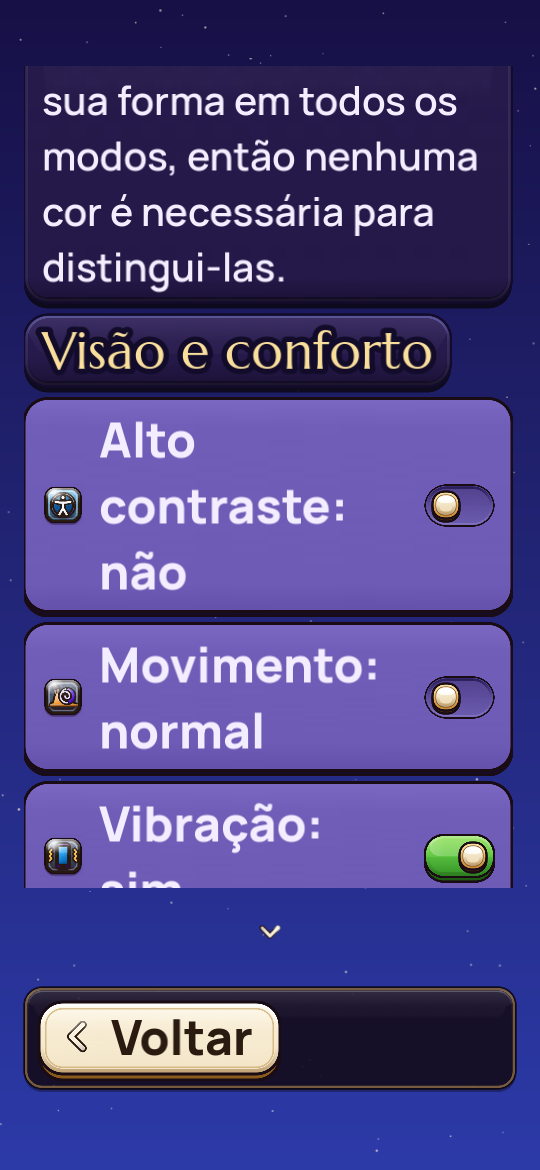 sua forma em todos os
modos, então nenhuma
cor é necessária para
distingui-las.
Visão e conforto
Alto
contraste:
não
Movimento:
normal
Vibração:
sim
Voltar